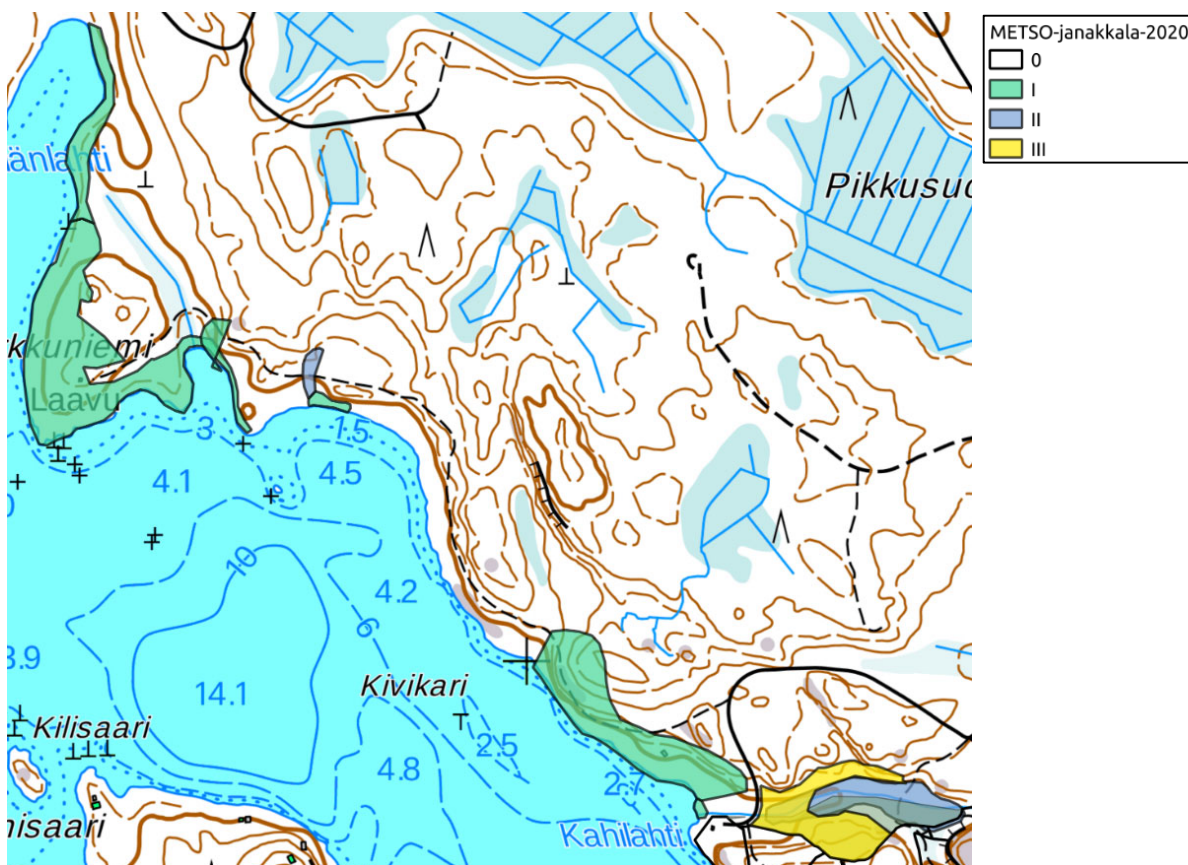 METSO-janakkala-2020
0
I
II
III
änlahti
Pikkusuo
kkuniemi
Laavu
3
1.5
4.1
4.5
10
4.2
6
3.9
14.1
Kivikari
Kilisaari
2.5
4.8
2.7
Kahilahti
nisaari